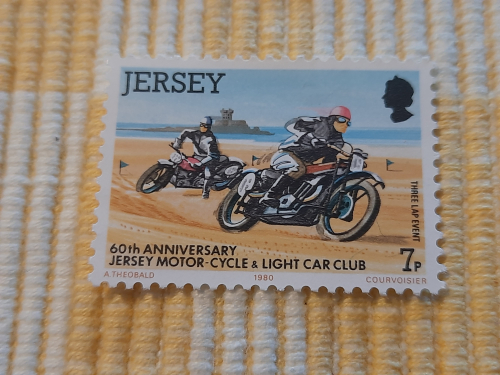 JERSEY
THREE LAP EVENT
60th ANNIVERSARY
JERSEY MOTOR-CYCLE & LIGHT CAR CLUB
7P
A THEOBALD 1980 COURVOISIER